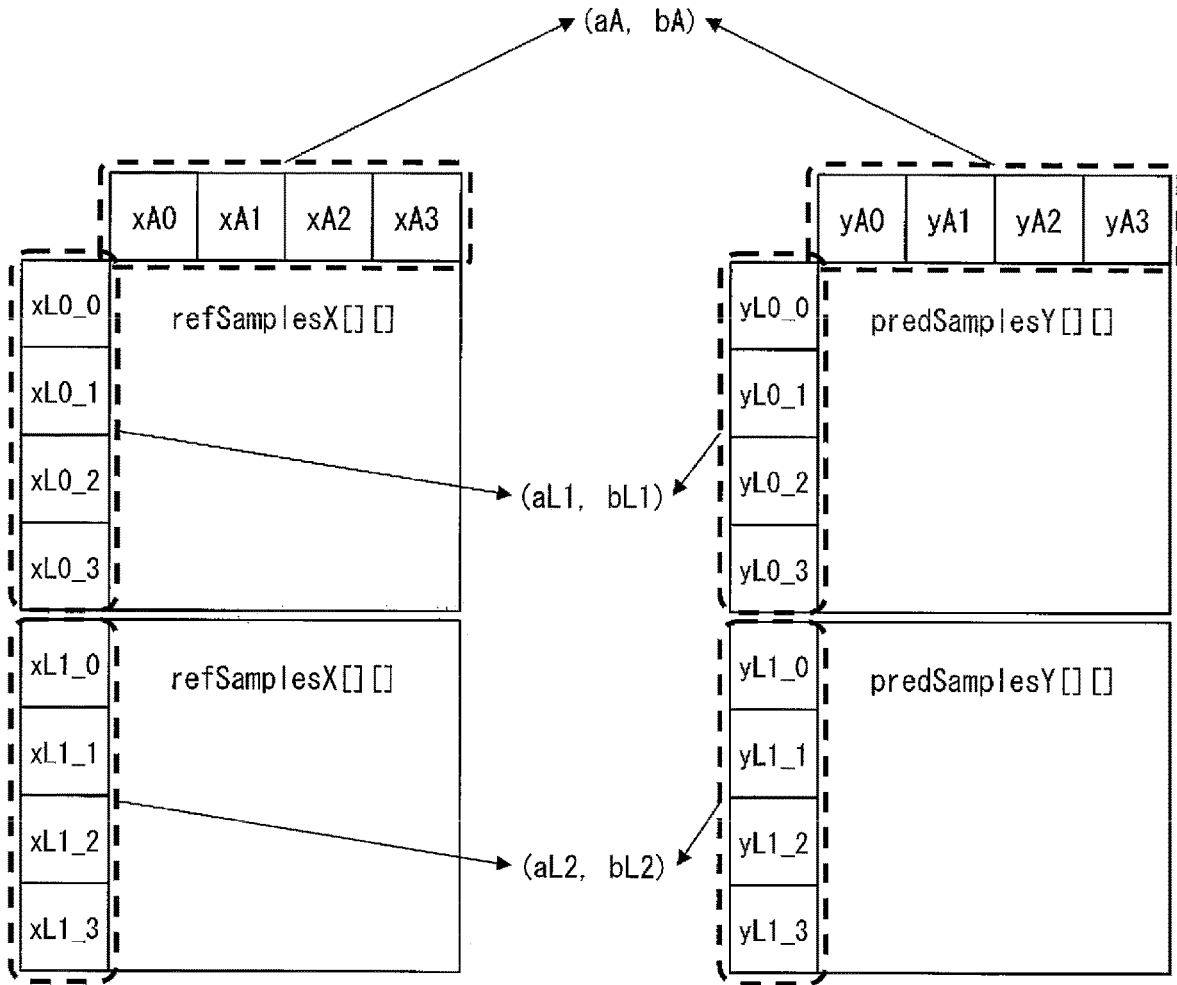 (aA, bA)
xA0 xA1 xA2 xA3
yA0 yA1 yA2 yA3
xL0_0 refSamplesX[][]
yL0_0 predSamplesY[][]
xL0_1
yL0_1
xL0_2 (aL1, bL1) yL0_2
xL0_3
yL0_3
xL1_0 refSamplesX[][]
yL1_0 predSamplesY[][]
xL1_1
yL1_1
xL1_2 (aL2, bL2) yL1_2
xL1_3
yL1_3